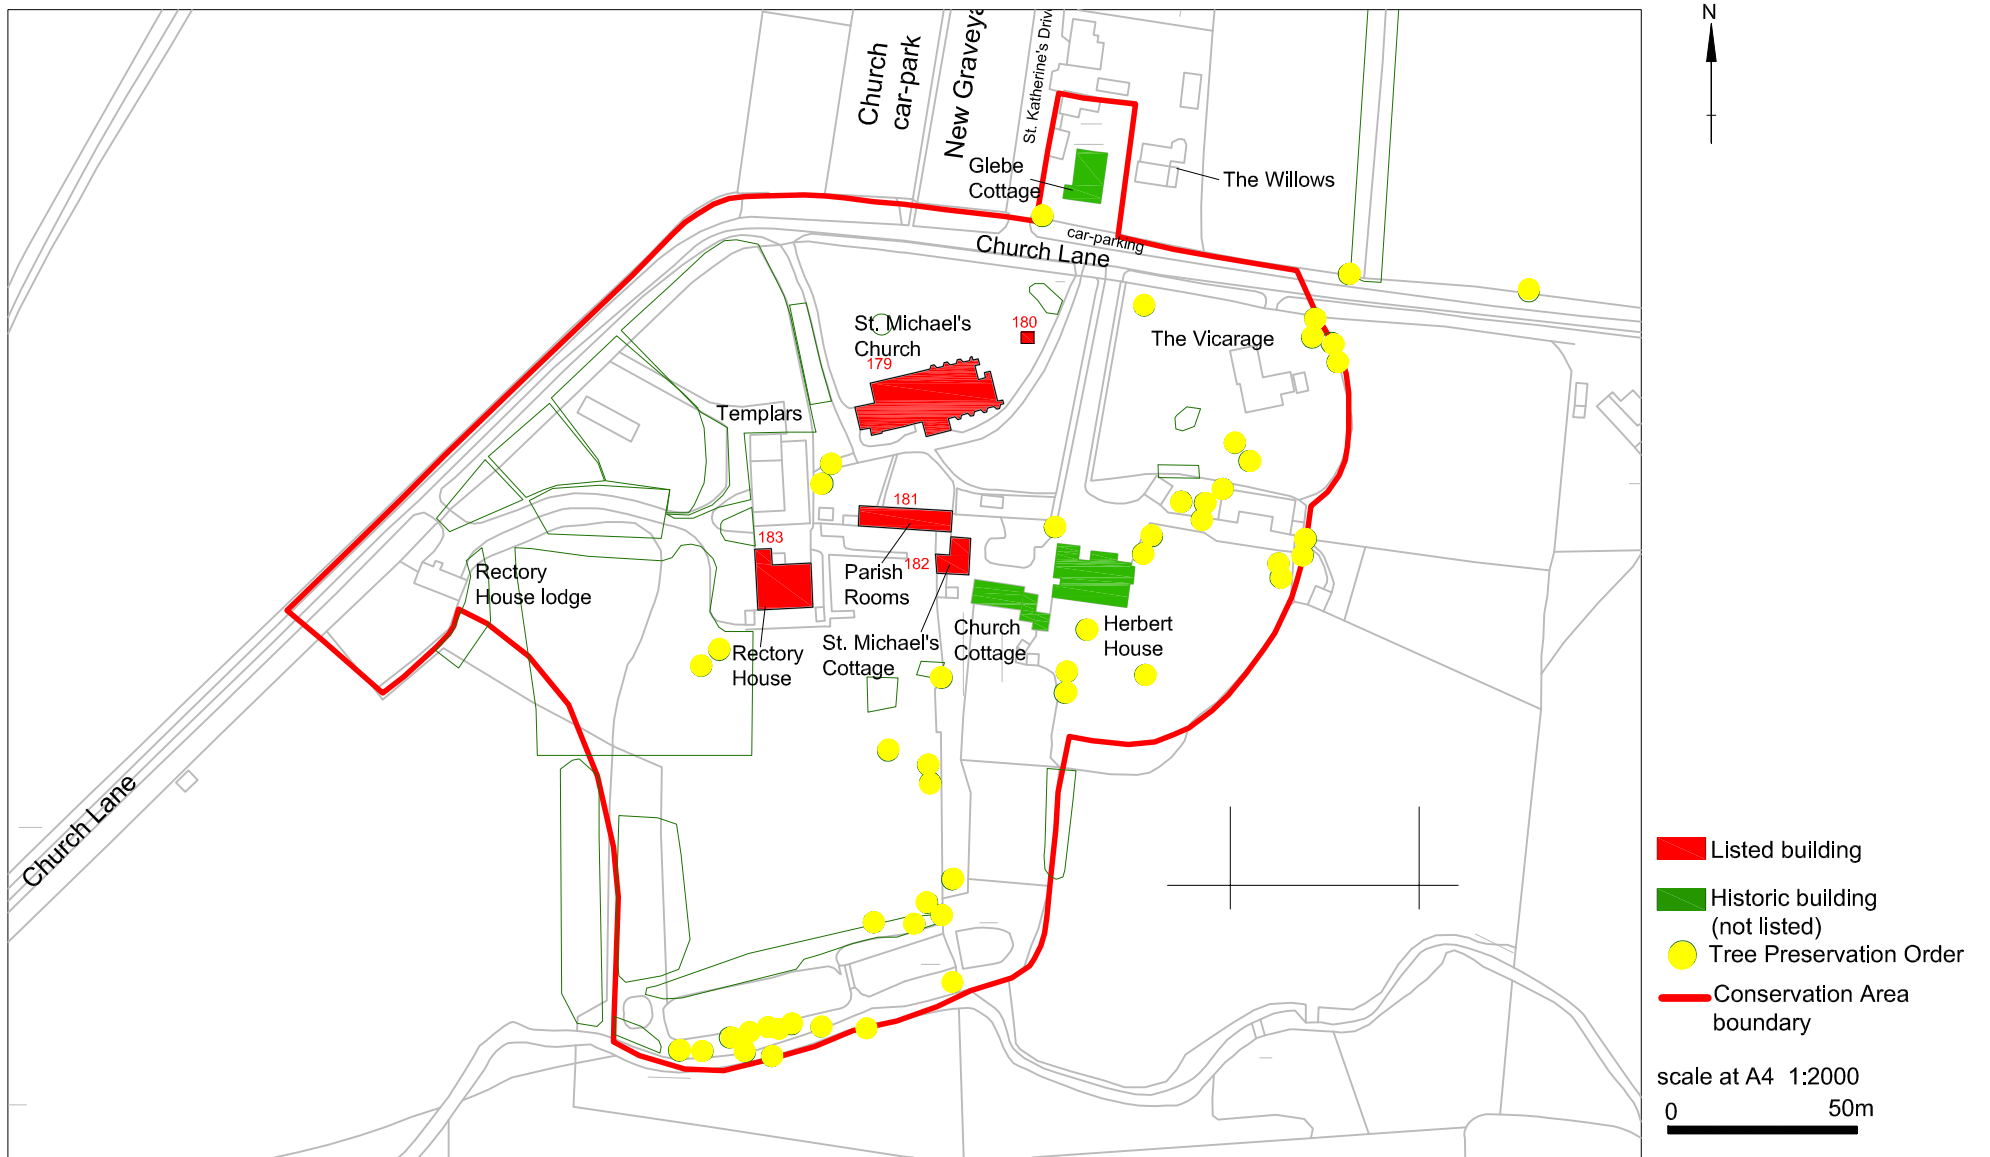 N
Church
car-park
New Graveya
St. Katherine's Drive
Glebe
Cottage
The Willows
car-parking
Church Lane
St. Michael's
Church
179
180
The Vicarage
Templars
181
183
182
Parish
Rooms
Rectory
House lodge
St. Michael's
Cottage
Church
Cottage
Herbert
House
Rectory
House
Church Lane
Listed building
Historic building
(not listed)
Tree Preservation Order
Conservation Area
boundary
scale at A4 1:2000
0 50m